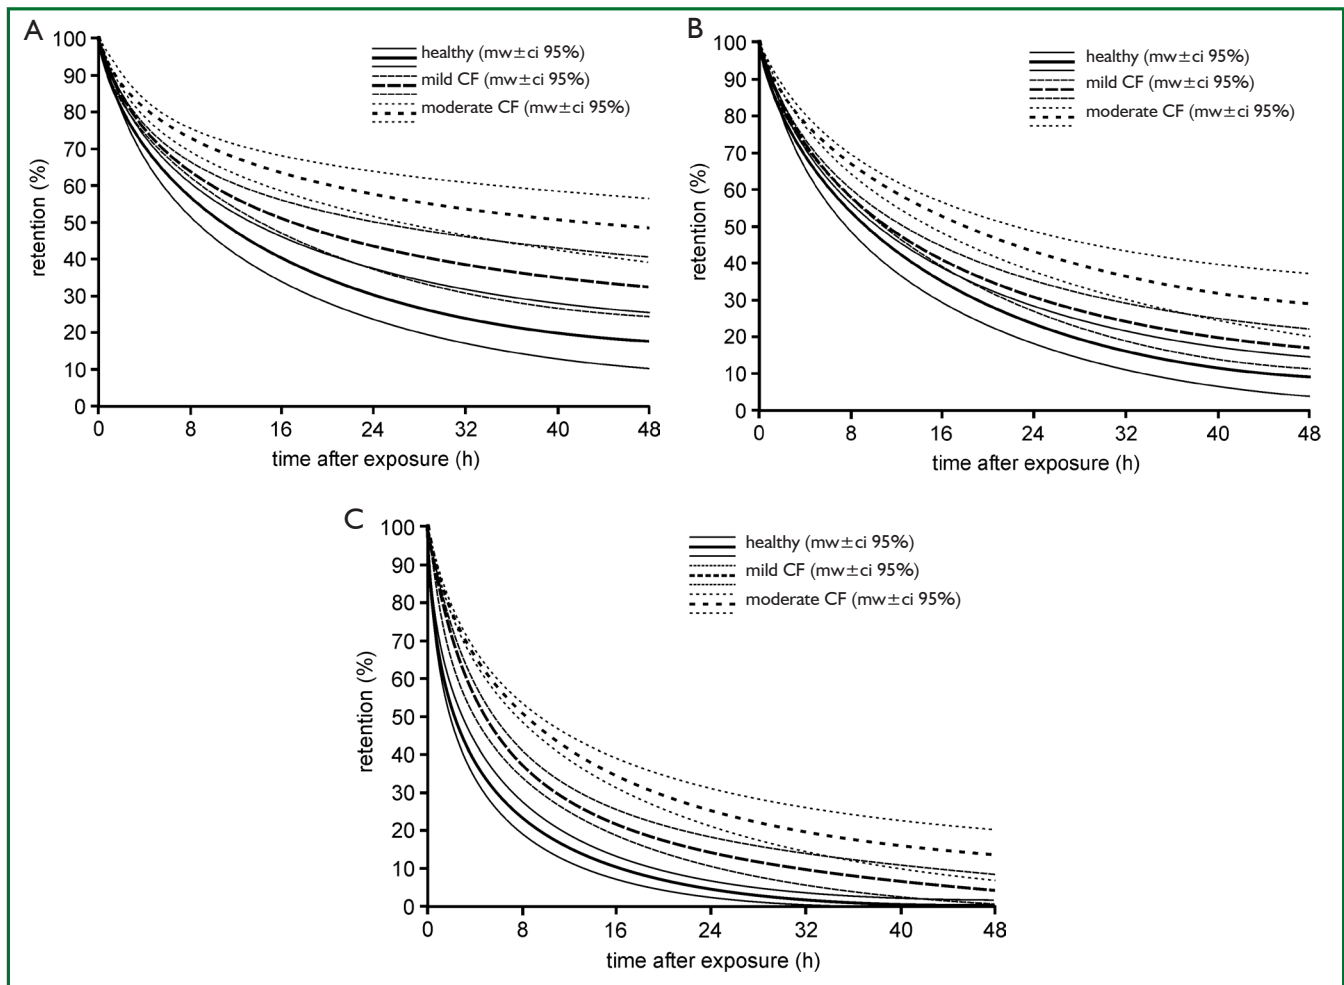 A
100
90
80
70
60
50
40
30
20
10
0
retention (%)
healthy (mw±ci 95%)
mild CF (mw±ci 95%)
moderate CF (mw±ci 95%)
0 8 16 24 32 40 48
time after exposure (h)
B
100
90
80
70
60
50
40
30
20
10
0
retention (%)
healthy (mw±ci 95%)
mild CF (mw±ci 95%)
moderate CF (mw±ci 95%)
0 8 16 24 32 40 48
time after exposure (h)
C
100
90
80
70
60
50
40
30
20
10
0
retention (%)
healthy (mw±ci 95%)
mild CF (mw±ci 95%)
moderate CF (mw±ci 95%)
0 8 16 24 32 40 48
time after exposure (h)